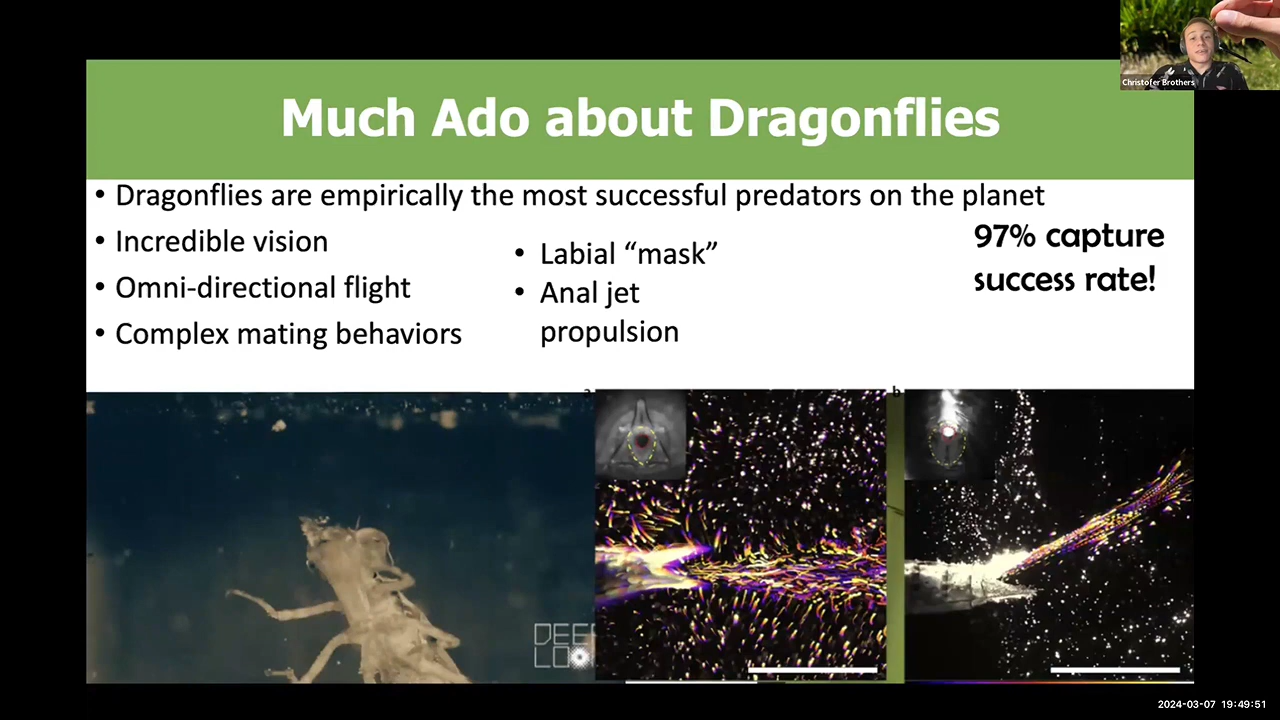 Christofer Brothers
Much Ado about Dragonflies
• Dragonflies are empirically the most successful predators on the planet
• Incredible vision
• Omni-directional flight
• Complex mating behaviors
• Labial “mask”
• Anal jet
propulsion
97% capture
success rate!
a
b
DEEP
LOO
2024-03-07 19:49:51